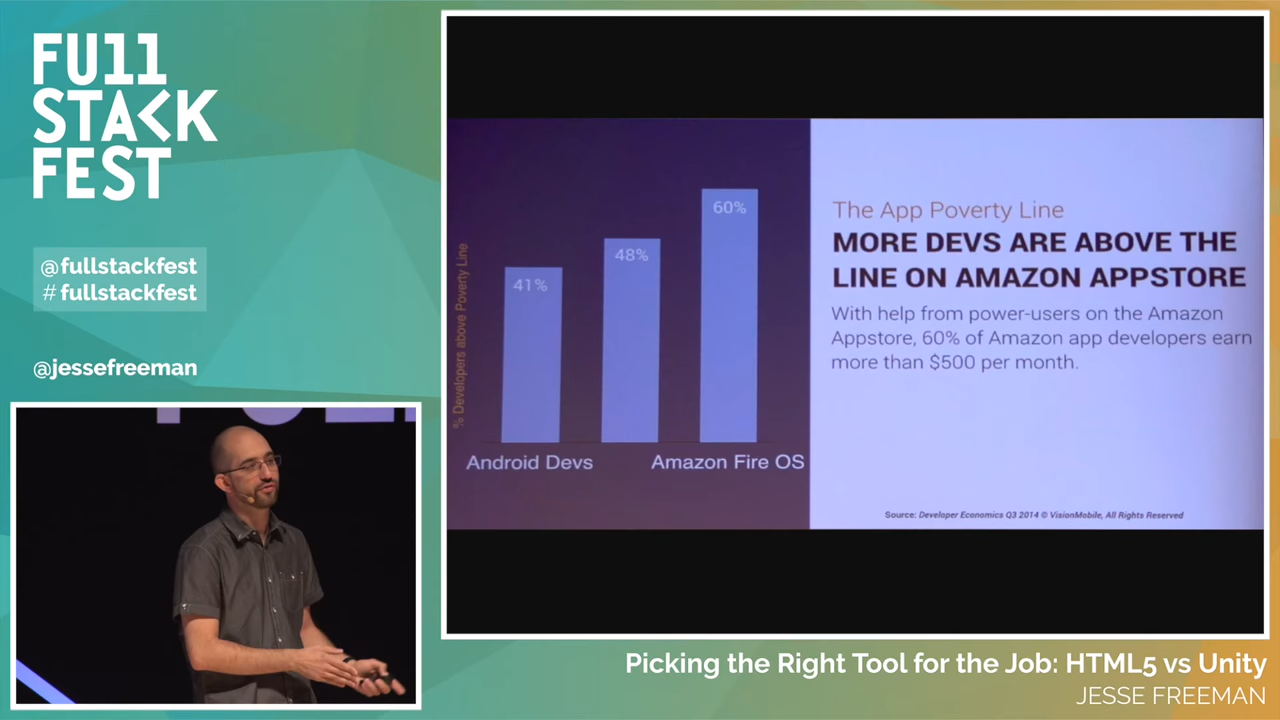 FULL
STACK
FEST
@fullstackfest
# fullstackfest
@jessefreeman
% Developers above Poverty Line
41%
48%
60%
Android Devs
Amazon Fire OS
The App Poverty Line
MORE DEVS ARE ABOVE THE
LINE ON AMAZON APPSTORE
With help from power-users on the Amazon
Appstore, 60% of Amazon app developers earn
more than $500 per month.
Source: Developer Economics Q3 2014 © VisionMobile, All Rights Reserved
Picking the Right Tool for the Job: HTML5 vs Unity
JESSE FREEMAN